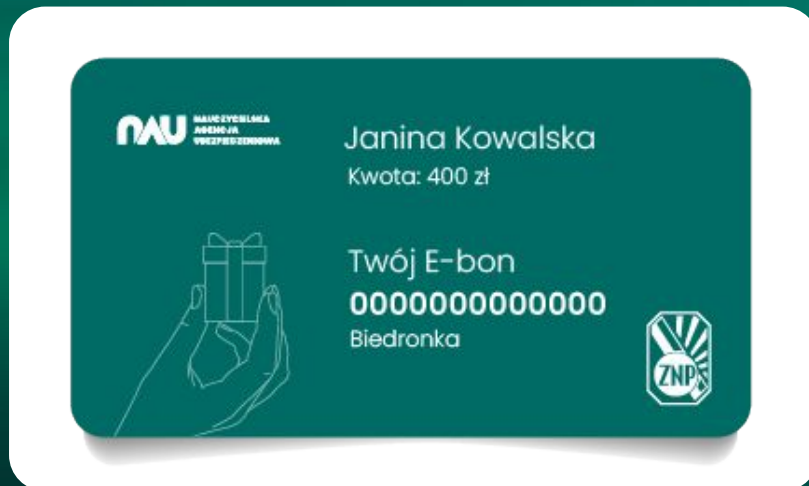 NAU
NAUCZYCIELSKA
AGENCJA
UBEZPIECZENIOWA
Janina Kowalska
Kwota: 400 zł
Twój E-bon
0000000000000
Biedronka
ZNP